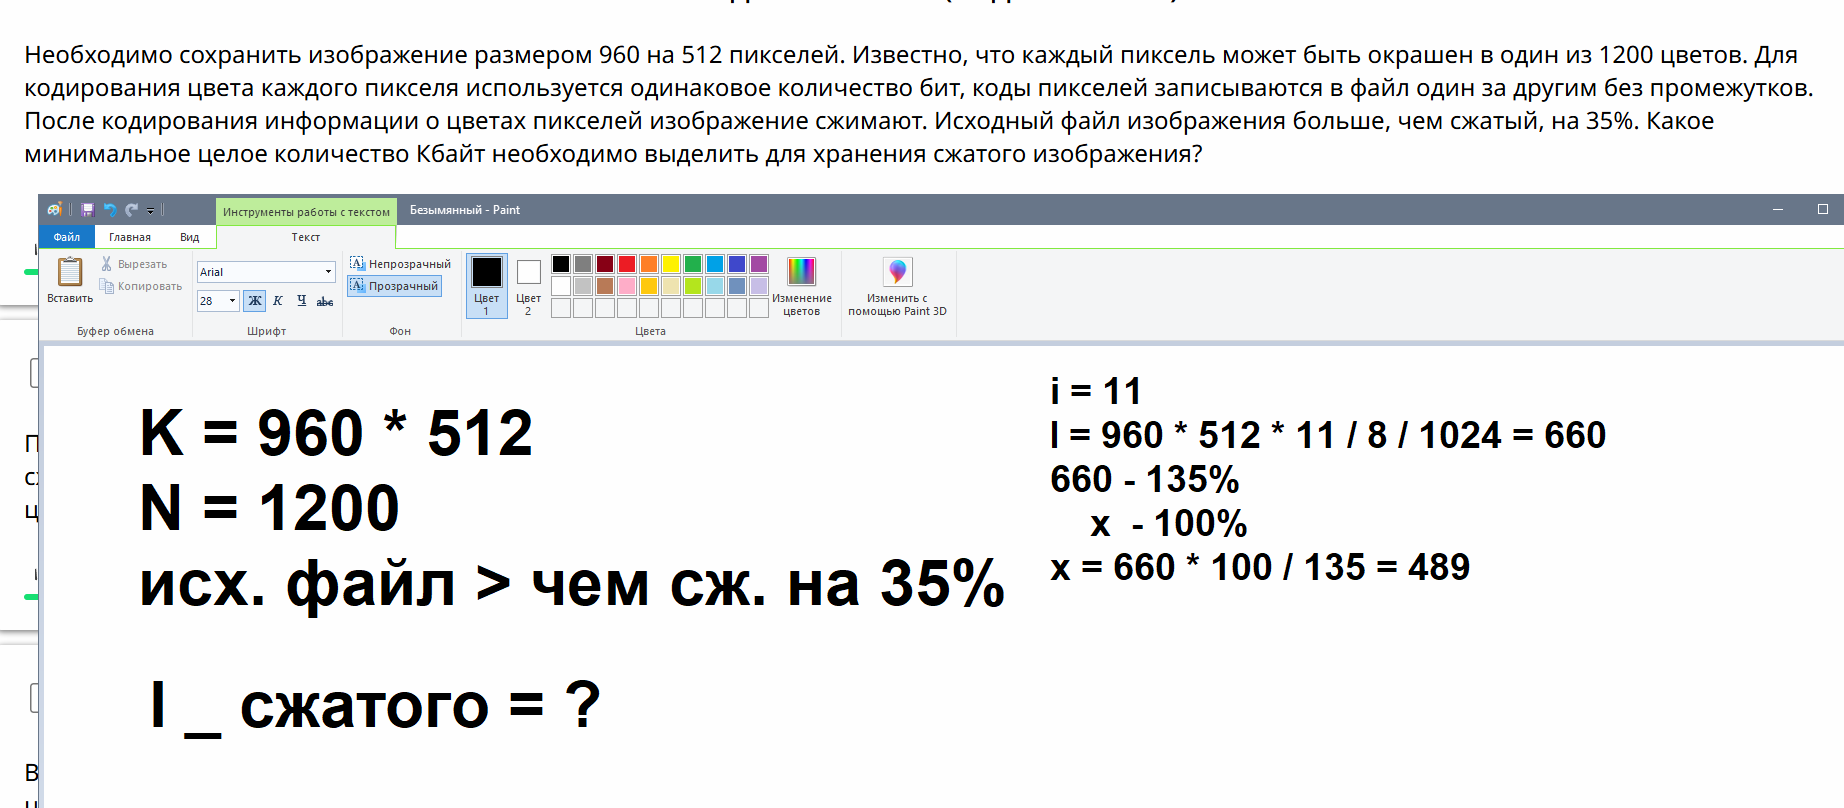 Необходимо сохранить изображение размером 960 на 512 пикселей. Известно, что каждый пиксель может быть окрашен в один из 1200 цветов. Для
кодирования цвета каждого пикселя используется одинаковое количество бит, коды пикселей записываются в файл один за другим без промежутков.
После кодирования информации о цветах пикселей изображение сжимают. Исходный файл изображения больше, чем сжатый, на 35%. Какое
минимальное целое количество Кбайт необходимо выделить для хранения сжатого изображения?
Инструменты работы с текстом
Безымянный - Paint
Файл
Главная
Вид
Текст
Вставить
Вырезать
Копировать
Буфер обмена
Arial
28
Ж К Ч abc
Шрифт
Непрозрачный
Прозрачный
Фон
Цвет
1
Цвет
2
Изменение
цветов
Цвета
Изменить с
помощью Paint 3D
K = 960 * 512
N = 1200
исх. файл > чем сж. на 35%
I _ сжатого = ?
i = 11
I = 960 * 512 * 11 / 8 / 1024 = 660
660 - 135%
x - 100%
x = 660 * 100 / 135 = 489